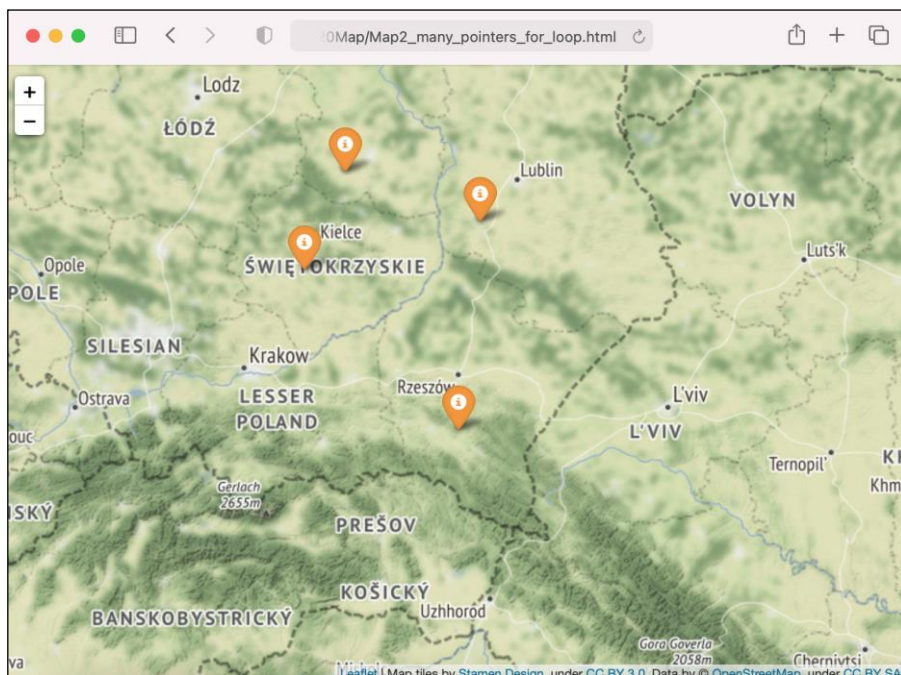 0Map/Map2_many_pointers_for_loop.html
+
−
Lodz
ŁÓDŹ
Lublin
VOLYN
Kielce
Luts'k
Opole
ŚWIĘTOKRZYSKIE
POLE
SILESIAN
Krakow
Rzeszów
Ostrava
LESSER
POLAND
L'viv
L'VIV
ouc
Ternopil'
KH
Khm
Gerlach
2655m
SKÝ
PREŠOV
KOŠICKÝ
Uzhhorod
BANSKOBYSTRICKÝ
Gora Goverla
2058m
Chernivtsi
va
Leaflet | Map tiles by Stamen Design, under CC BY 3.0. Data by © OpenStreetMap, under CC BY SA